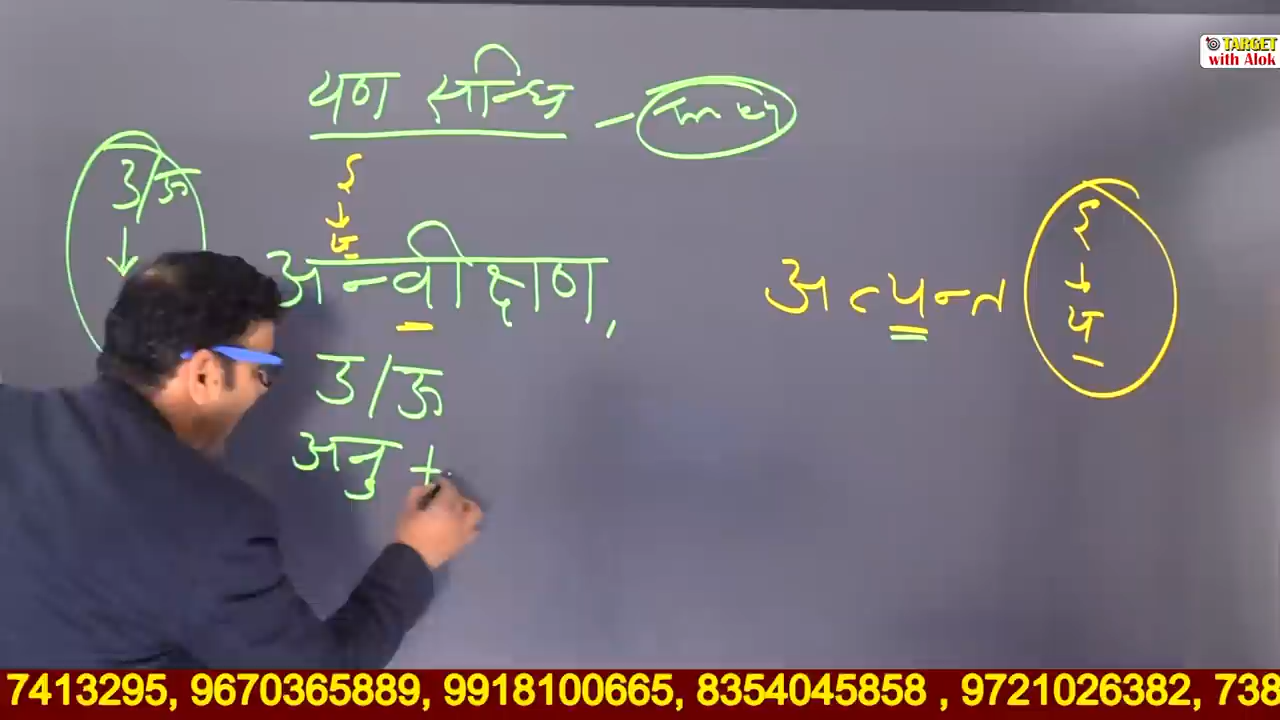 TARGET
with Alok
यण सन्धि -
उ/ऊ
↓
इ
↓
य
अन्वीक्षण,
उ/ऊ
अनु +
अत्यन्त
इ
↓
य
7413295, 9670365889, 9918100665, 8354045858 , 9721026382, 738